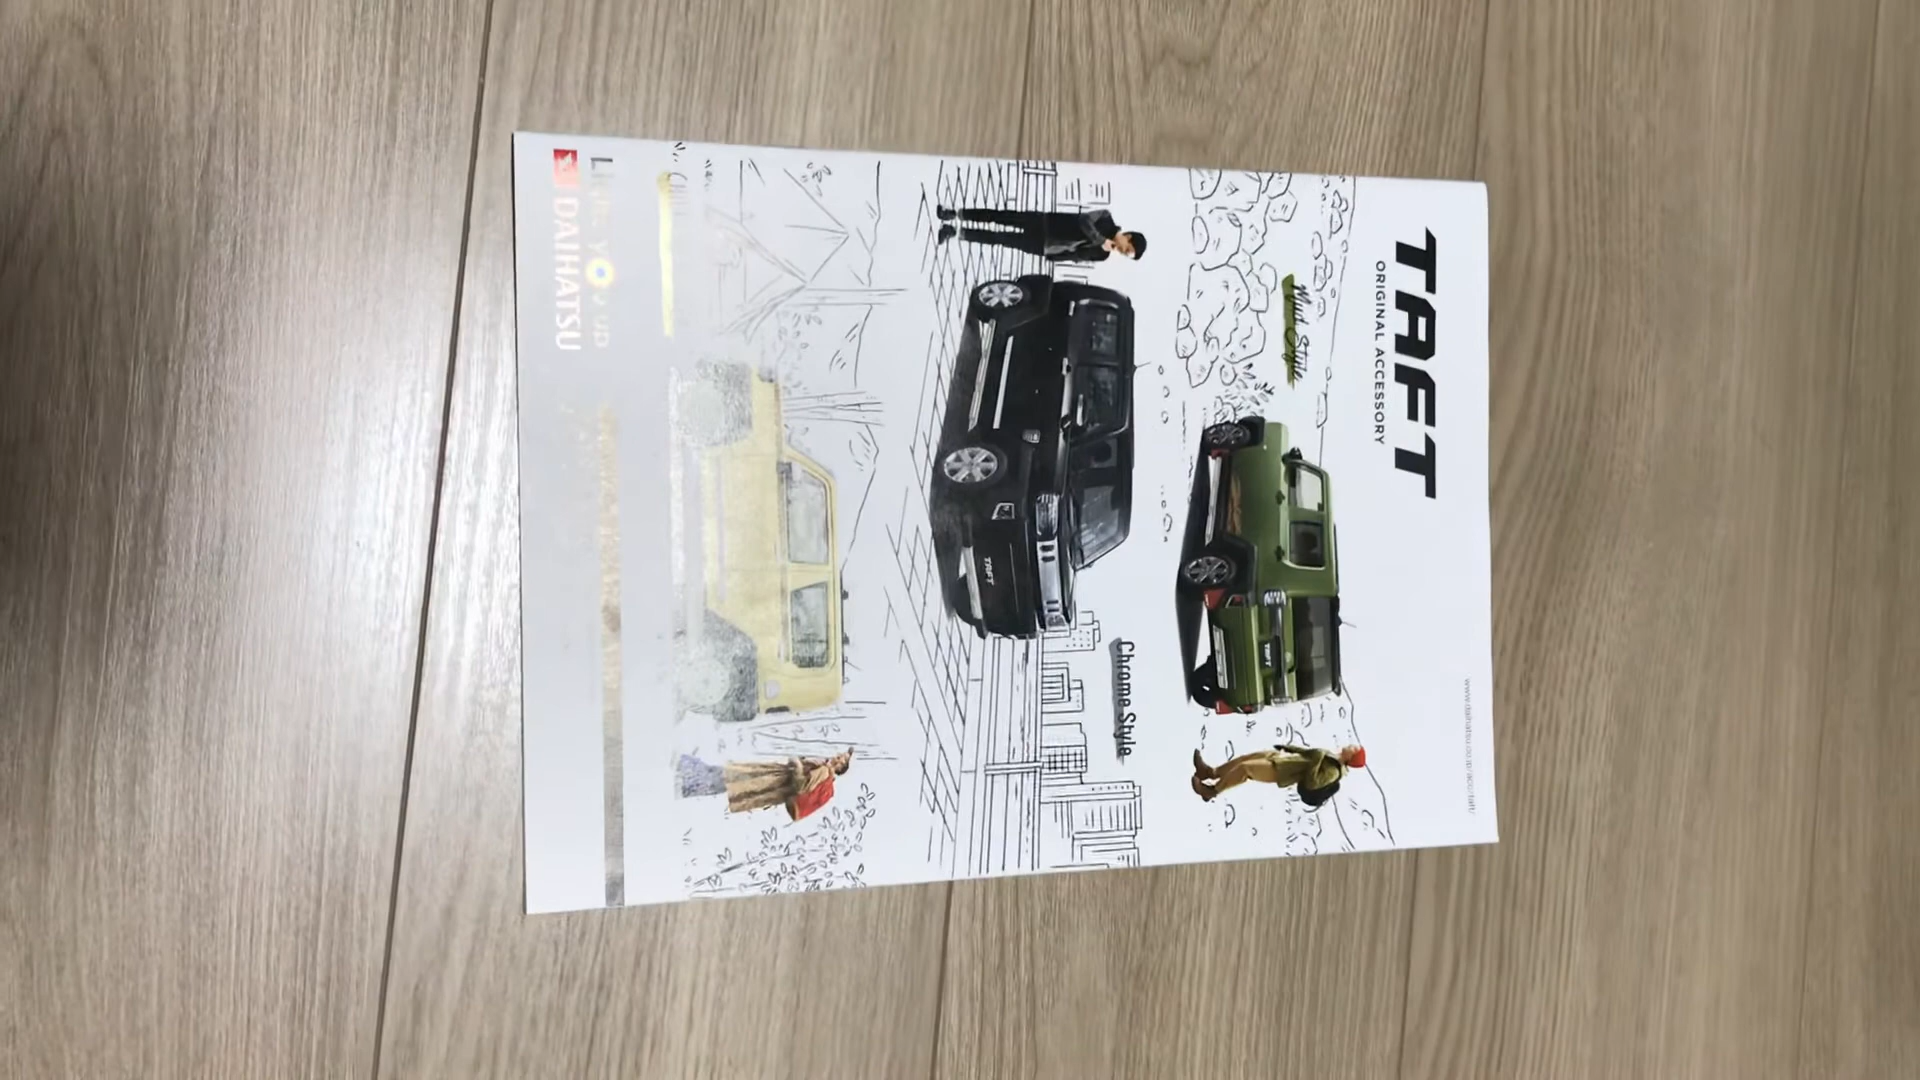 TAFT
ORIGINAL ACCESSORY
Mud Style
TAFT
Chrome Style
TAFT
DAIHATSU